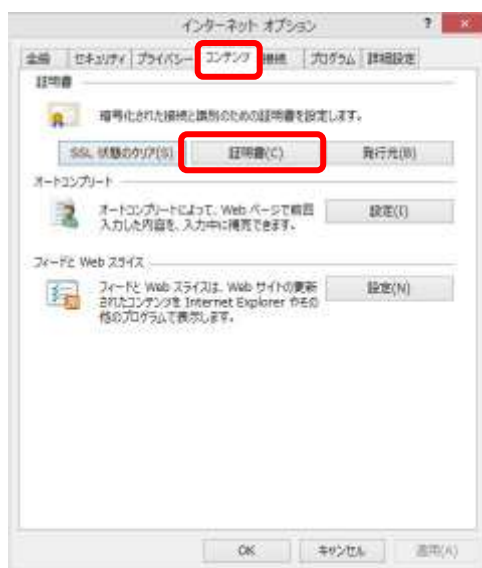 インターネット オプション
全般 セキュリティ プライバシー コンテンツ 接続 プログラム 詳細設定
証明書
暗号化された接続と識別のための証明書を設定します。
SSL 状態のクリア(S) 証明書(C) 発行元(B)
オートコンプリート
オートコンプリートによって、Web ページで前回
入力した内容を、入力中に補完できます。
設定(I)
フィードと Web スライス
フィードと Web スライスは、Web サイトの更新
されたコンテンツを Internet Explorer やその
他のプログラムで表示します。
設定(N)
OK キャンセル 適用(A)